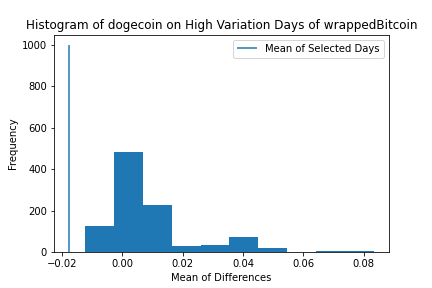 Histogram of dogecoin on High Variation Days of wrappedBitcoin
Mean of Selected Days
1000
800
600
400
200
0
Frequency
−0.02 0.00 0.02 0.04 0.06 0.08
Mean of Differences